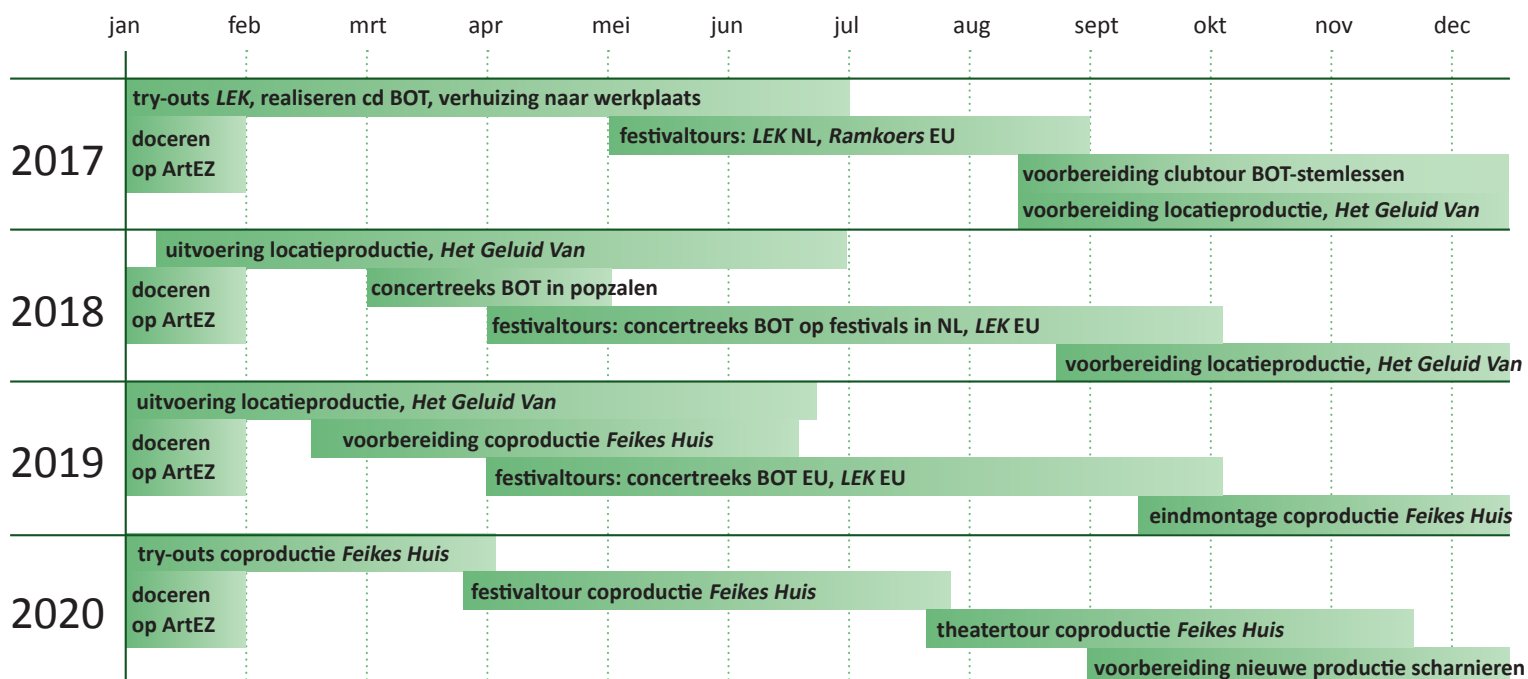 jan feb mrt apr mei jun jul aug sept okt nov dec
2017
try-outs LEK, realiseren cd BOT, verhuizing naar werkplaats
doceren
op ArtEZ
festivaltours: LEK NL, Ramkoers EU
voorbereiding clubtour BOT-stemlessen
voorbereiding locatieproductie, Het Geluid Van
2018
uitvoering locatieproductie, Het Geluid Van
doceren
op ArtEZ
concertreeks BOT in popzalen
festivaltours: concertreeks BOT op festivals in NL, LEK EU
voorbereiding locatieproductie, Het Geluid Van
2019
uitvoering locatieproductie, Het Geluid Van
doceren
op ArtEZ
voorbereiding coproductie Feikes Huis
festivaltours: concertreeks BOT EU, LEK EU
eindmontage coproductie Feikes Huis
2020
try-outs coproductie Feikes Huis
doceren
op ArtEZ
festivaltour coproductie Feikes Huis
theatertour coproductie Feikes Huis
voorbereiding nieuwe productie scharnieren